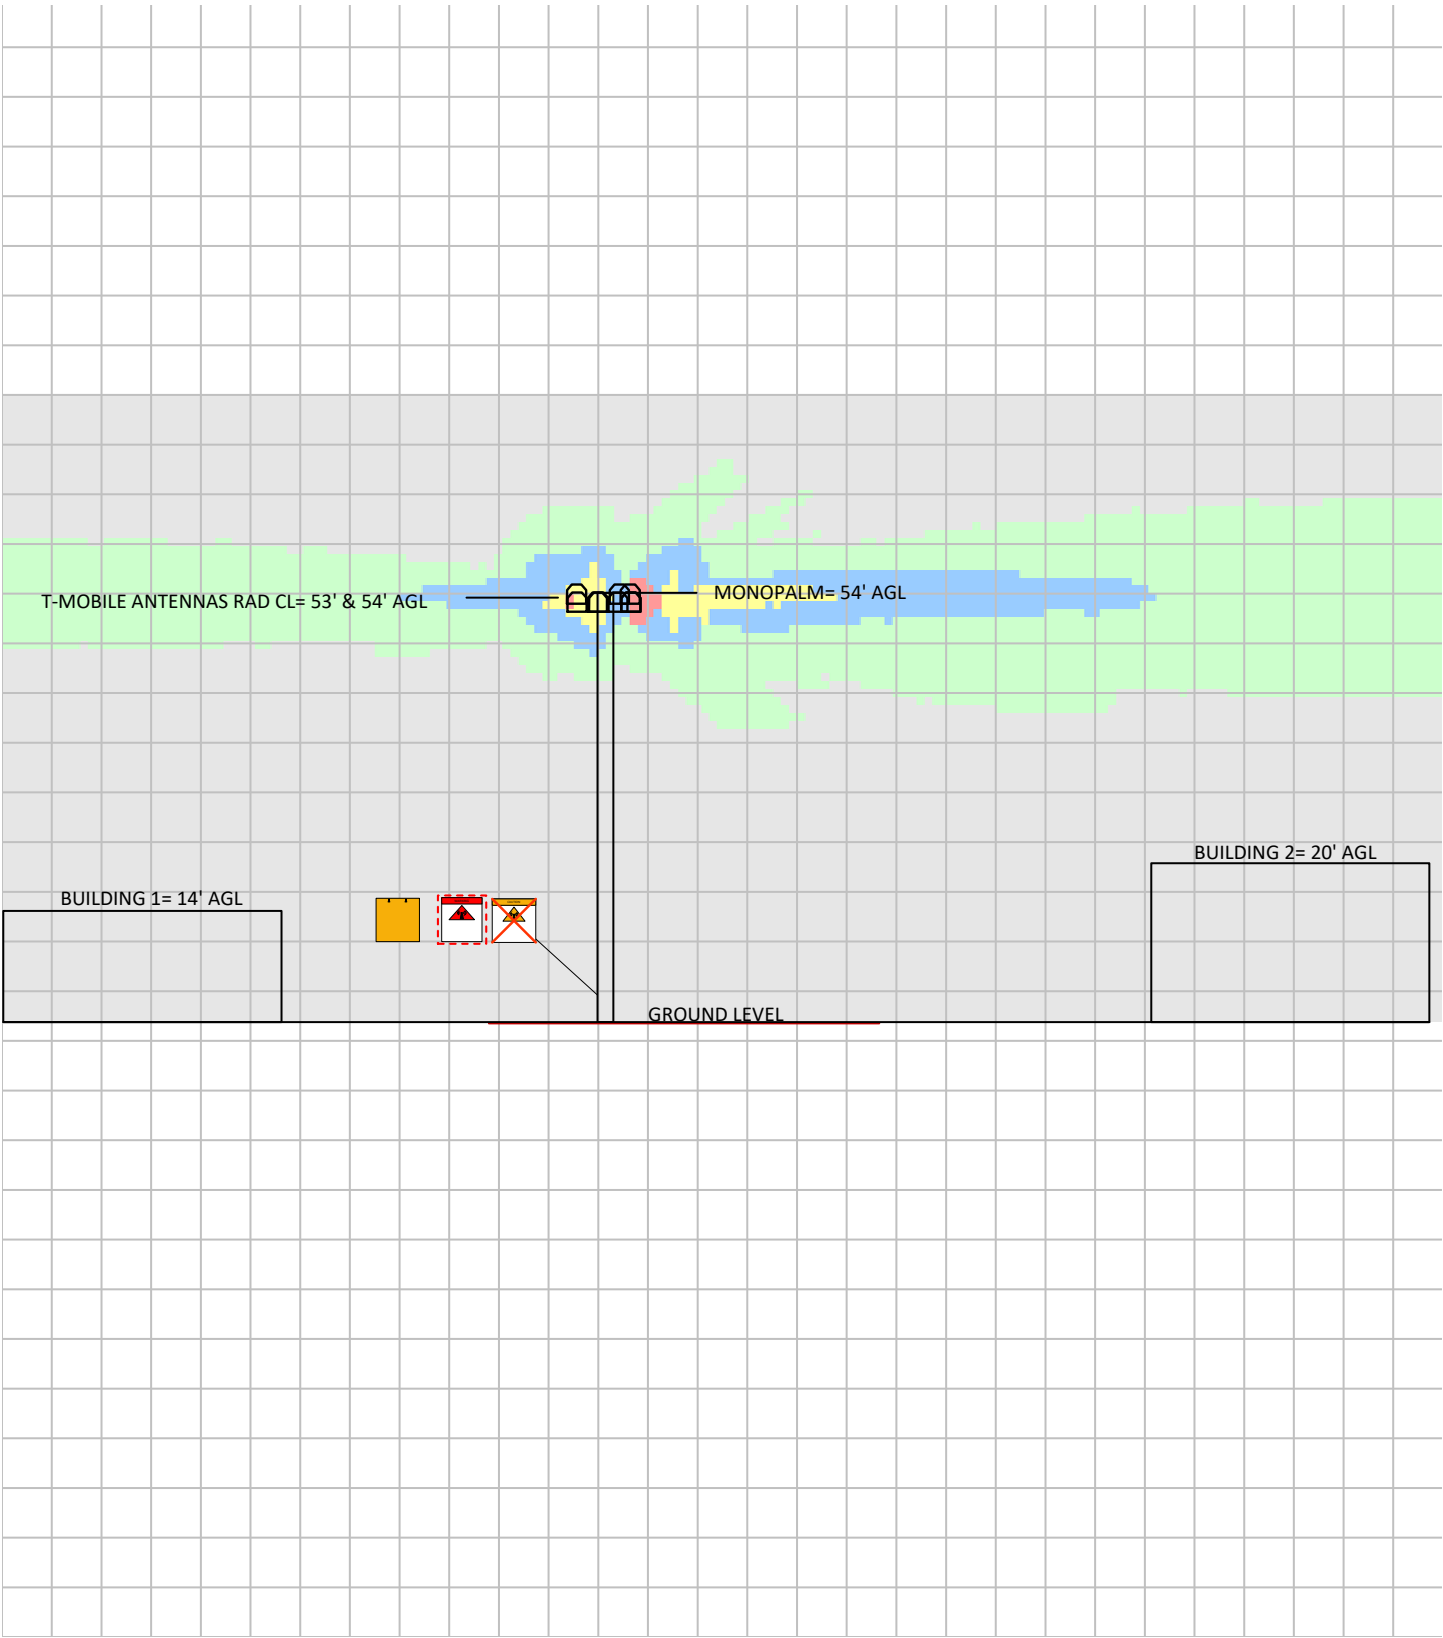 T-MOBILE ANTENNAS RAD CL= 53' & 54' AGL
MONOPALM= 54' AGL
BUILDING 2= 20' AGL
BUILDING 1= 14' AGL
GROUND LEVEL